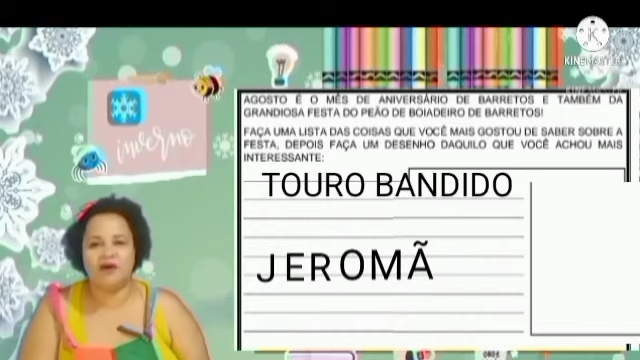 KINEMASTER
AGOSTO É O MÊS DE ANIVERSÁRIO DE BARRETOS E TAMBÉM DA
GRANDIOSA FESTA DO PEÃO DE BOIADEIRO DE BARRETOS!
FAÇA UMA LISTA DAS COISAS QUE VOCÊ MAIS GOSTOU DE SABER SOBRE A
FESTA, DEPOIS FAÇA UM DESENHO DAQUILO QUE VOCÊ ACHOU MAIS
INTERESSANTE:
inverno
TOURO BANDIDO
JEROMÃ